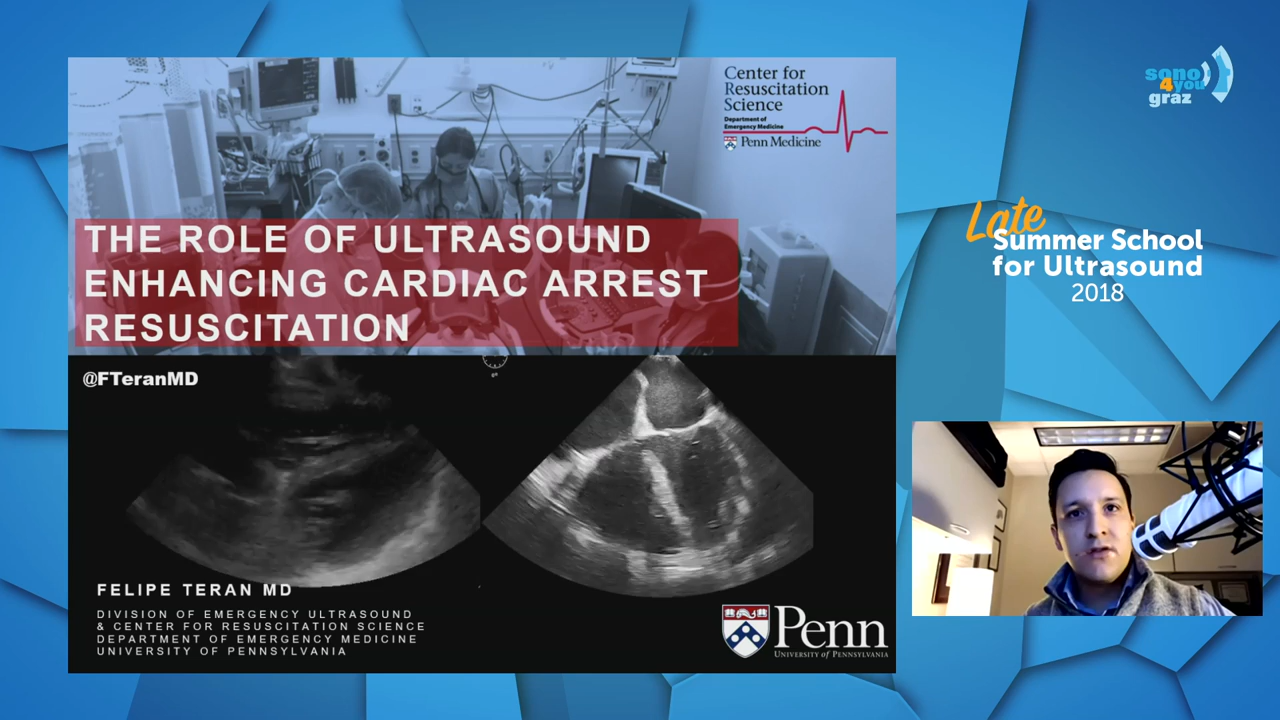 Center for
Resuscitation
Science
Department of
Emergency Medicine
Penn Medicine
THE ROLE OF ULTRASOUND
ENHANCING CARDIAC ARREST
RESUSCITATION
@FTeranMD
FELIPE TERAN MD
DIVISION OF EMERGENCY ULTRASOUND
& CENTER FOR RESUSCITATION SCIENCE
DEPARTMENT OF EMERGENCY MEDICINE
UNIVERSITY OF PENNSYLVANIA
Penn
UNIVERSITY of PENNSYLVANIA
sono
4you
graz
Late
Summer School
for Ultrasound
2018